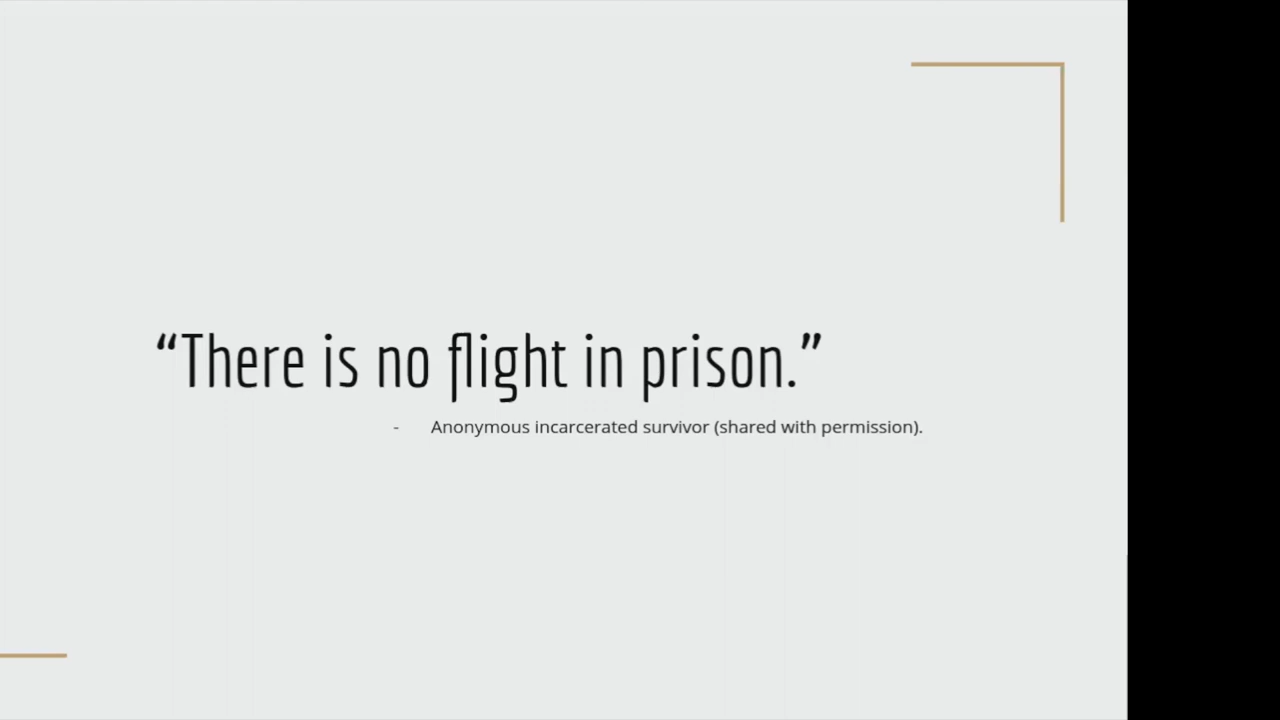 “There is no flight in prison.”
- Anonymous incarcerated survivor (shared with permission).